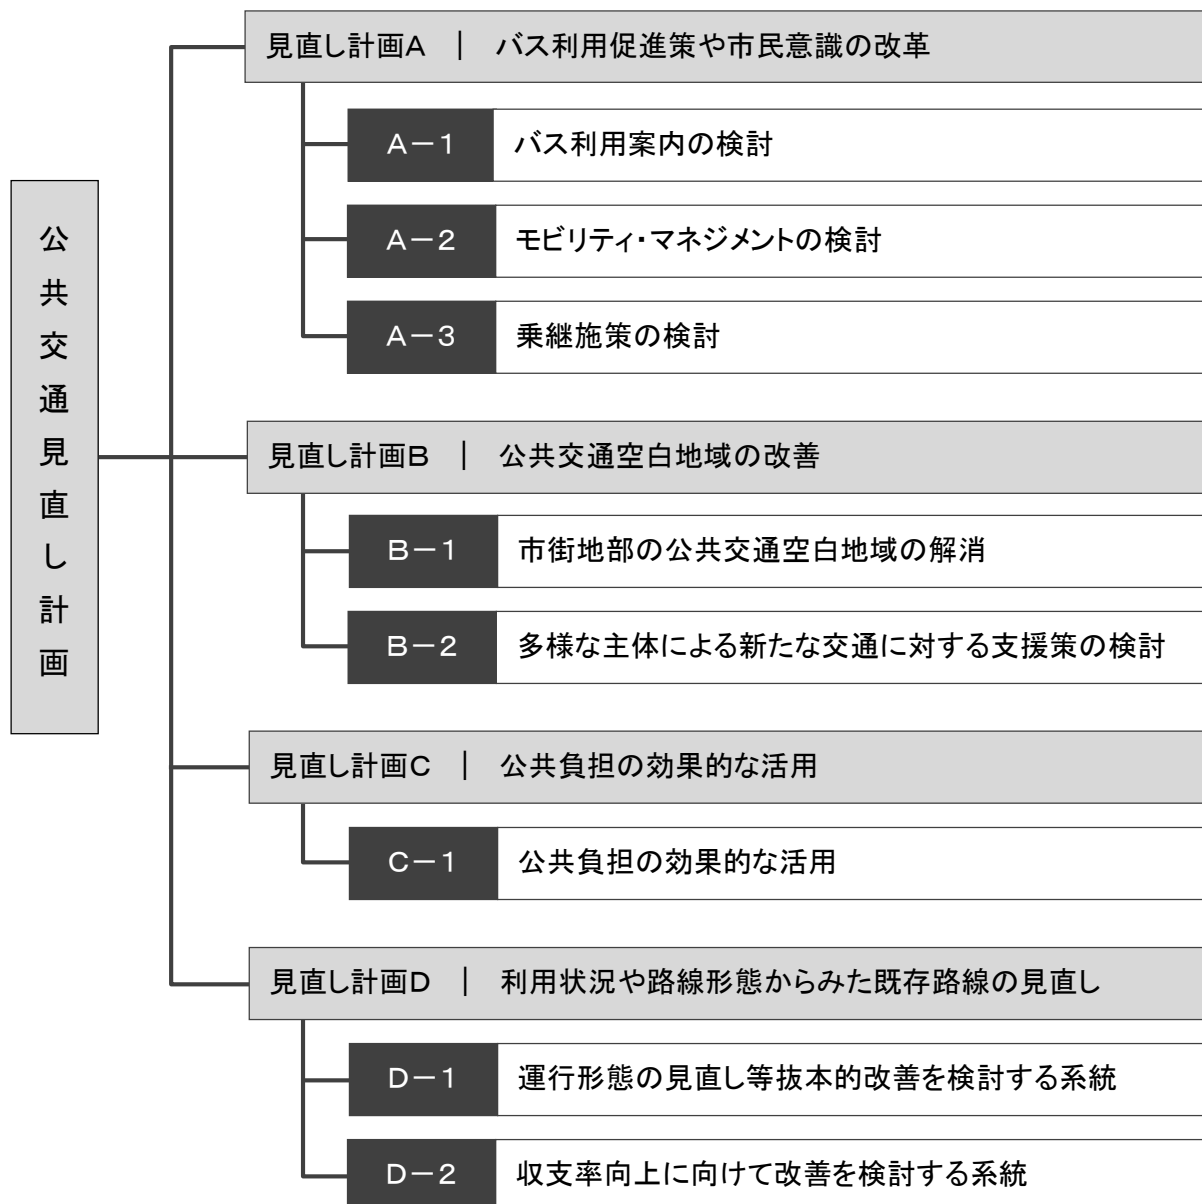 公共交通見直し計画
見直し計画A | バス利用促進策や市民意識の改革
A－1 バス利用案内の検討
A－2 モビリティ・マネジメントの検討
A－3 乗継施策の検討
見直し計画B | 公共交通空白地域の改善
B－1 市街地部の公共交通空白地域の解消
B－2 多様な主体による新たな交通に対する支援策の検討
見直し計画C | 公共負担の効果的な活用
C－1 公共負担の効果的な活用
見直し計画D | 利用状況や路線形態からみた既存路線の見直し
D－1 運行形態の見直し等抜本的改善を検討する系統
D－2 収支率向上に向けて改善を検討する系統